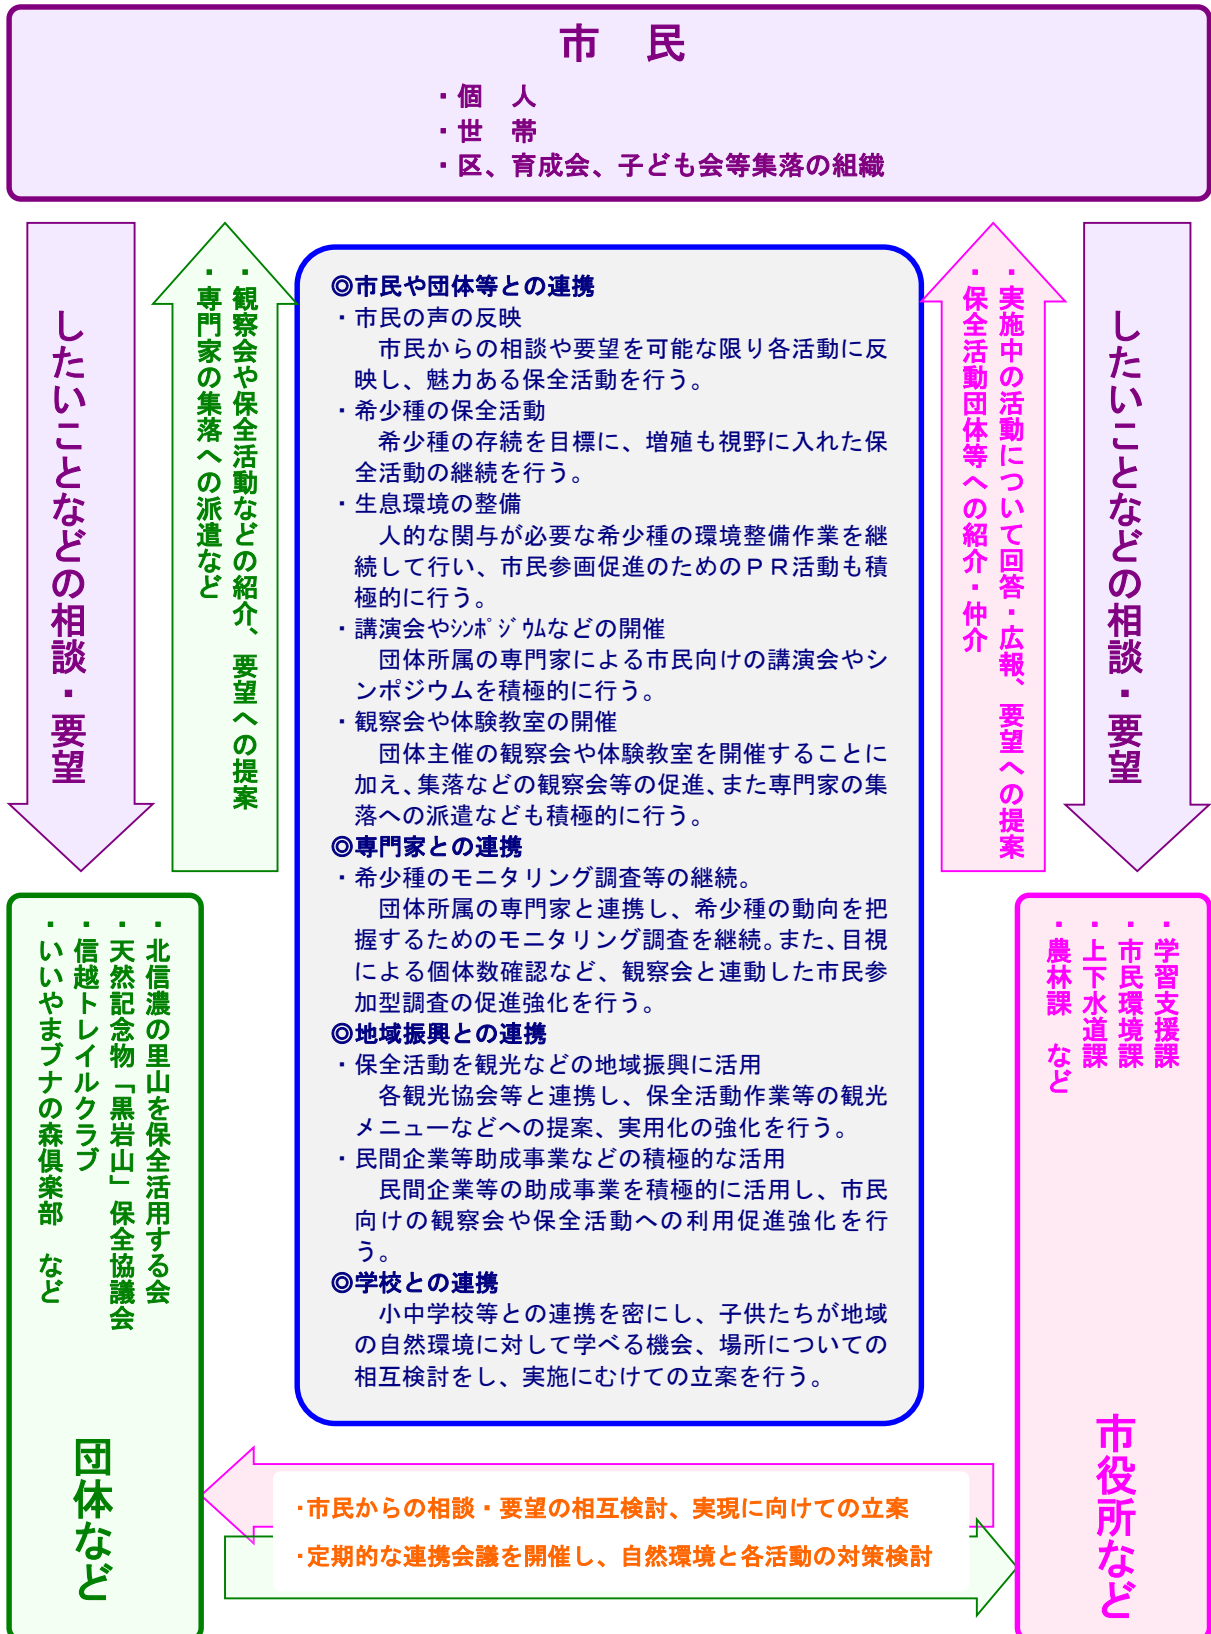 市　民
・個　人
・世　帯
・区、育成会、子ども会等集落の組織
したいことなどの相談・要望
・観察会や保全活動などの紹介、要望への提案
・専門家の集落への派遣など
◎市民や団体等との連携
・市民の声の反映
市民からの相談や要望を可能な限り各活動に反
映し、魅力ある保全活動を行う。
・希少種の保全活動
希少種の存続を目標に、増殖も視野に入れた保
全活動の継続を行う。
・生息環境の整備
人的な関与が必要な希少種の環境整備作業を継
続して行い、市民参画促進のためのＰＲ活動も積
極的に行う。
・講演会やｼﾝﾎﾟｼﾞｳﾑなどの開催
団体所属の専門家による市民向けの講演会やシ
ンポジウムを積極的に行う。
・観察会や体験教室の開催
団体主催の観察会や体験教室を開催することに
加え、集落などの観察会等の促進、また専門家の集
落への派遣なども積極的に行う。
◎専門家との連携
・希少種のモニタリング調査等の継続。
団体所属の専門家と連携し、希少種の動向を把
握するためのモニタリング調査を継続。また、目視
による個体数確認など、観察会と連動した市民参
加型調査の促進強化を行う。
◎地域振興との連携
・保全活動を観光などの地域振興に活用
各観光協会等と連携し、保全活動作業等の観光
メニューなどへの提案、実用化の強化を行う。
・民間企業等助成事業などの積極的な活用
民間企業等の助成事業を積極的に活用し、市民
向けの観察会や保全活動への利用促進強化を行
う。
◎学校との連携
小中学校等との連携を密にし、子供たちが地域
の自然環境に対して学べる機会、場所についての
相互検討をし、実施にむけての立案を行う。
・実施中の活動について回答・広報、要望への提案
・保全活動団体等への紹介・仲介
したいことなどの相談・要望
・北信濃の里山を保全活用する会
・天然記念物「黒岩山」保全協議会
・信越トレイルクラブ
・いいやまブナの森倶楽部　など
団体など
・学習支援課
・市民環境課
・上下水道課
・農林課　など
市役所など
・市民からの相談・要望の相互検討、実現に向けての立案
・定期的な連携会議を開催し、自然環境と各活動の対策検討